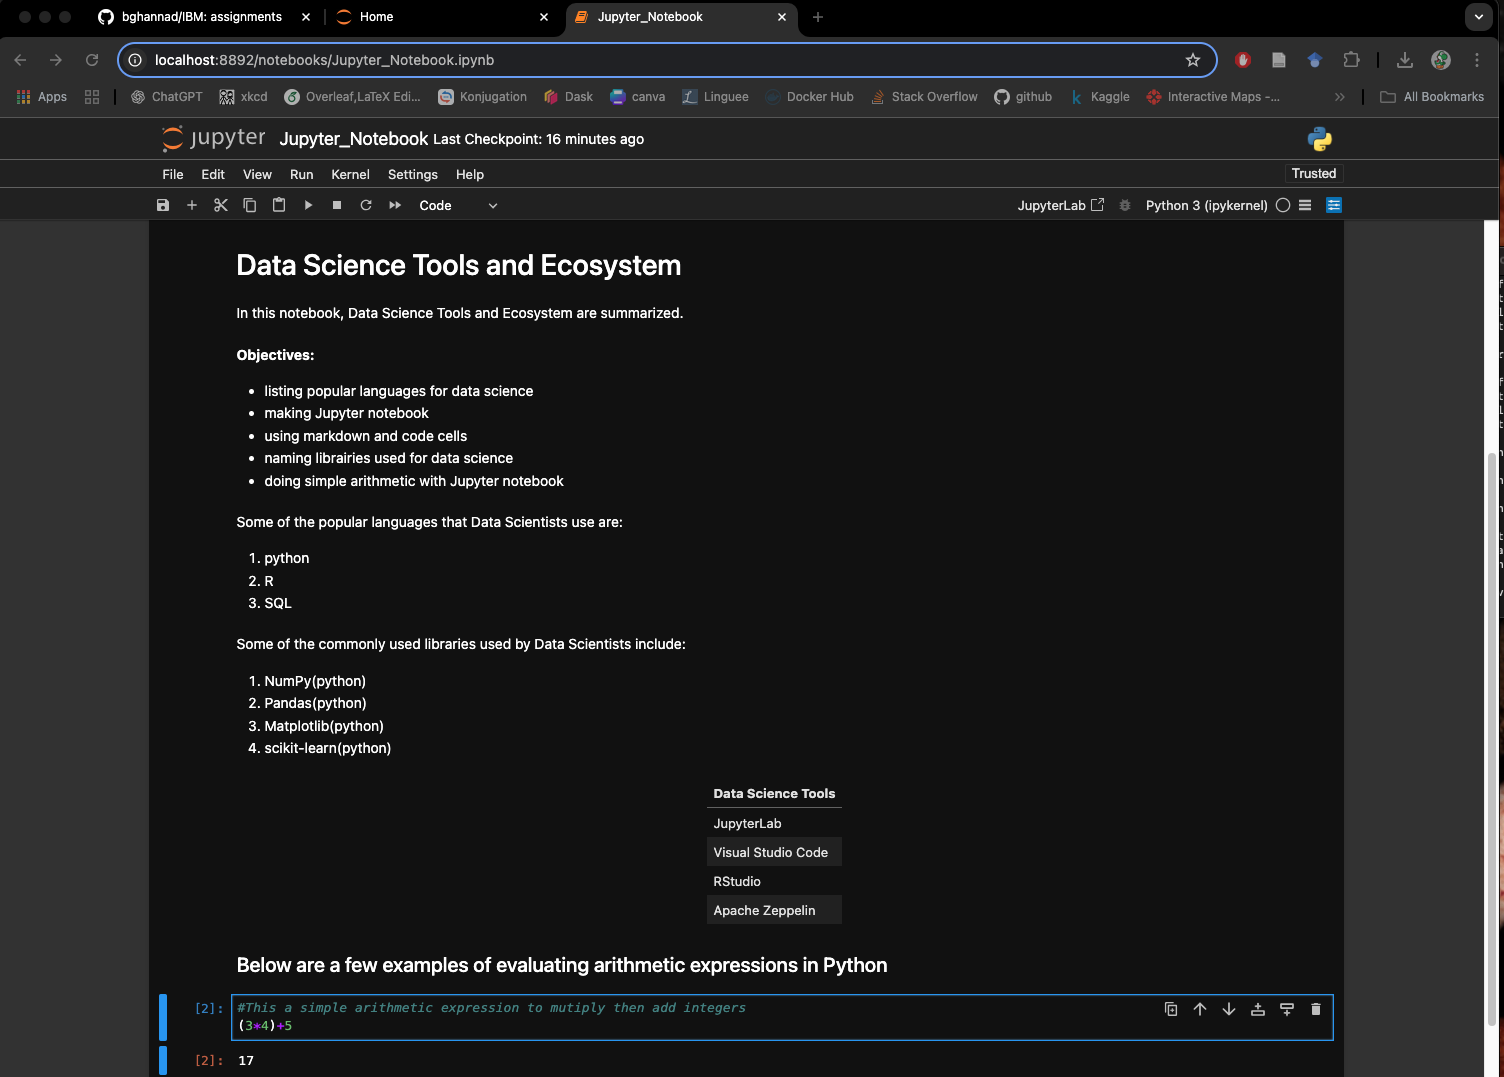 bghannad/IBM: assignments
Home
Jupyter_Notebook
localhost:8892/notebooks/Jupyter_Notebook.ipynb
Apps ChatGPT xkcd Overleaf,LaTeX Edi... Konjugation Dask canva Linguee Docker Hub Stack Overflow github Kaggle Interactive Maps -... » All Bookmarks
jupyter Jupyter_Notebook Last Checkpoint: 16 minutes ago
File Edit View Run Kernel Settings Help Trusted
Code JupyterLab Python 3 (ipykernel)
Data Science Tools and Ecosystem
In this notebook, Data Science Tools and Ecosystem are summarized.
Objectives:
• listing popular languages for data science
• making Jupyter notebook
• using markdown and code cells
• naming librairies used for data science
• doing simple arithmetic with Jupyter notebook
Some of the popular languages that Data Scientists use are:
1. python
2. R
3. SQL
Some of the commonly used libraries used by Data Scientists include:
1. NumPy(python)
2. Pandas(python)
3. Matplotlib(python)
4. scikit-learn(python)
Data Science Tools
JupyterLab
Visual Studio Code
RStudio
Apache Zeppelin
Below are a few examples of evaluating arithmetic expressions in Python
[2]: #This a simple arithmetic expression to mutiply then add integers
(3*4)+5
[2]: 17